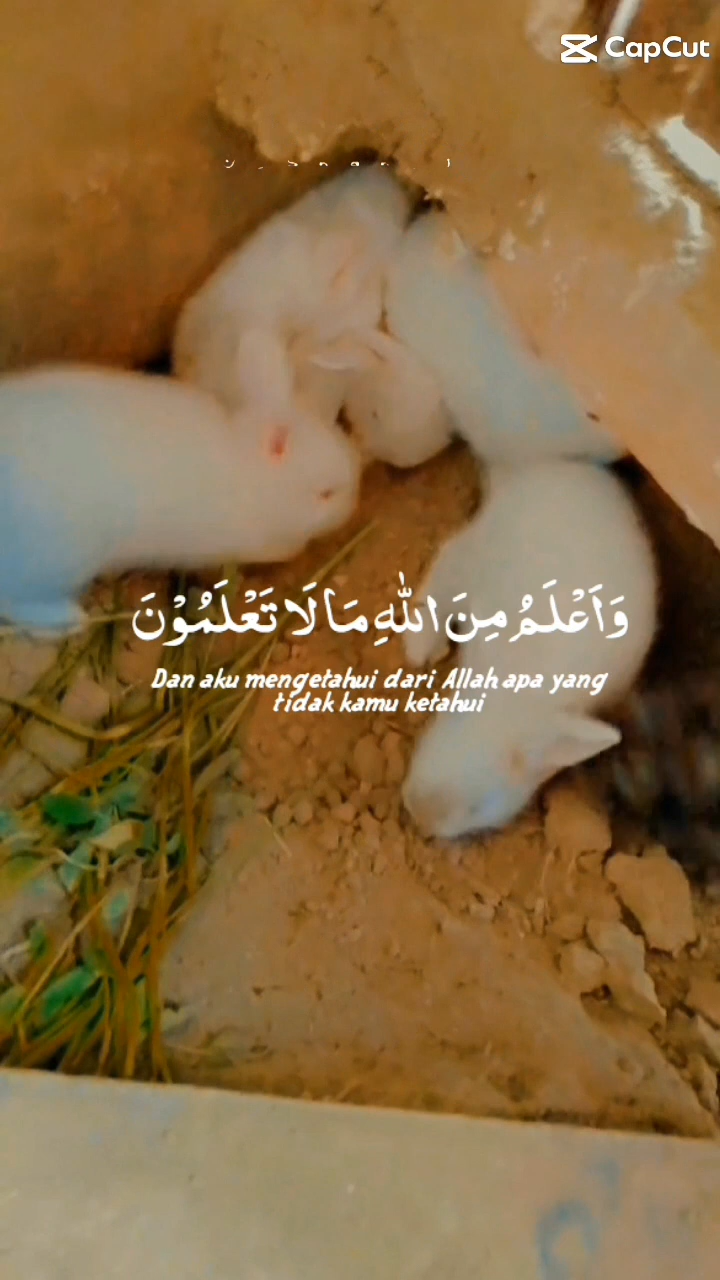 CapCut
وَاَعْلَمُ مِنَ اللّٰهِ مَا لَا تَعْلَمُوْنَ
Dan aku mengetahui dari Allah apa yang
tidak kamu ketahui